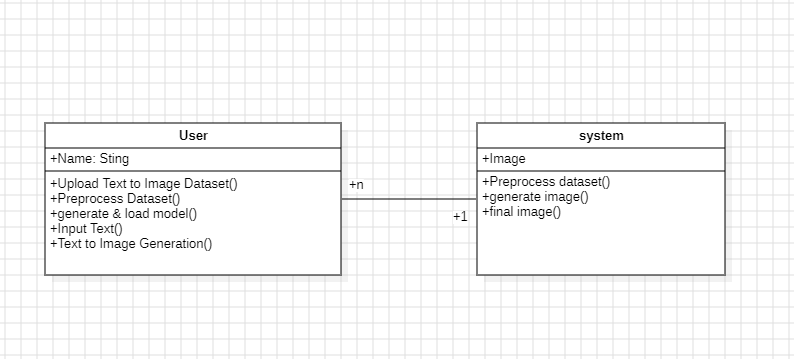 User
+Name: Sting
+Upload Text to Image Dataset()
+Preprocess Dataset()
+generate & load model()
+Input Text()
+Text to Image Generation()
+n
+1
system
+Image
+Preprocess dataset()
+generate image()
+final image()